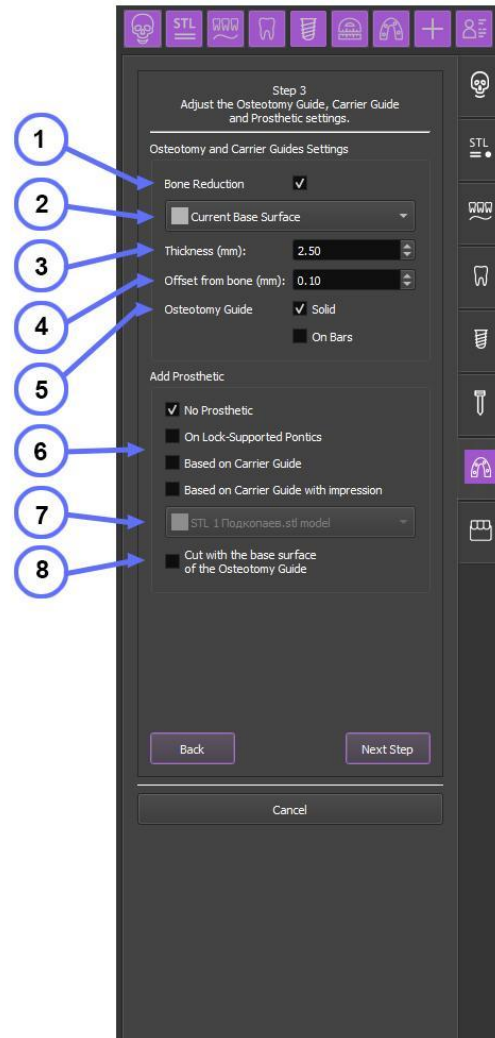 STL
Step 3
Adjust the Osteotomy Guide, Carrier Guide
and Prosthetic settings.
STL
Osteotomy and Carrier Guides Settings
1
Bone Reduction
2
Current Base Surface
3
Thickness (mm): 2.50
4
Offset from bone (mm): 0.10
5
Osteotomy Guide Solid
On Bars
Add Prosthetic
No Prosthetic
On Lock-Supported Pontics
6
Based on Carrier Guide
Based on Carrier Guide with impression
7
STL 1 Подкопаев.stl model
8
Cut with the base surface
of the Osteotomy Guide
Back Next Step
Cancel